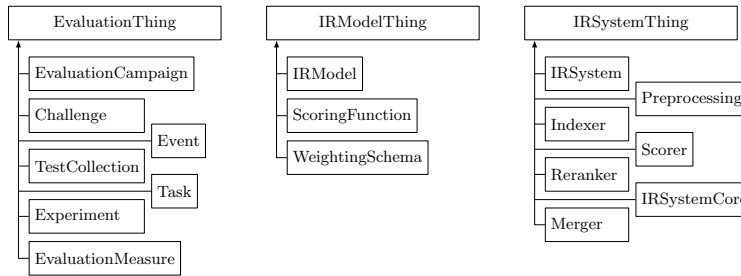 EvaluationThing
EvaluationCampaign
Challenge
Event
TestCollection
Task
Experiment
EvaluationMeasure
IRModelThing
IRModel
ScoringFunction
WeightingSchema
IRSystemThing
IRSystem
Preprocessing
Indexer
Scorer
Reranker
IRSystemCore
Merger